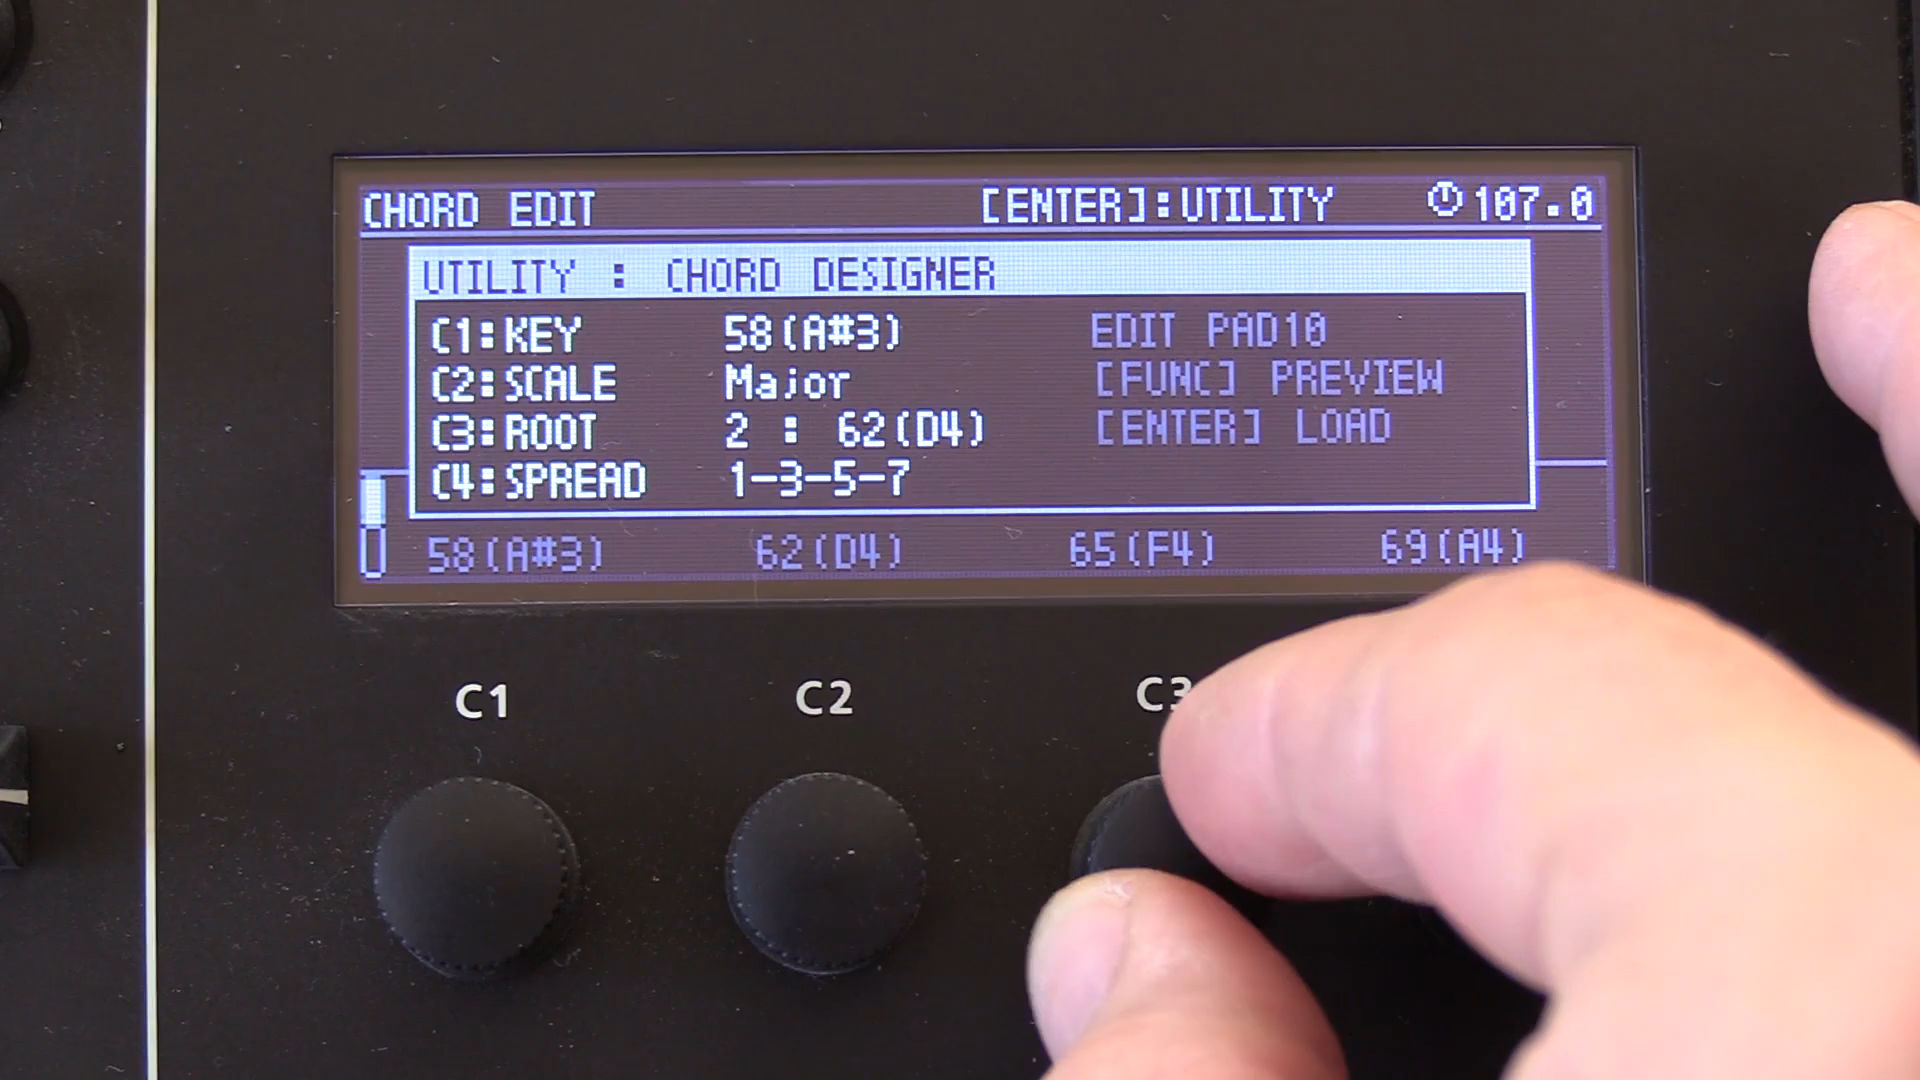 CHORD EDIT [ENTER]:UTILITY 107.0
UTILITY : CHORD DESIGNER
C1:KEY 58(A#3) EDIT PAD10
C2:SCALE Major [FUNC] PREVIEW
C3:ROOT 2 : 62(D4) [ENTER] LOAD
C4:SPREAD 1-3-5-7
58(A#3) 62(D4) 65(F4) 69(A4)
C1 C2 C3